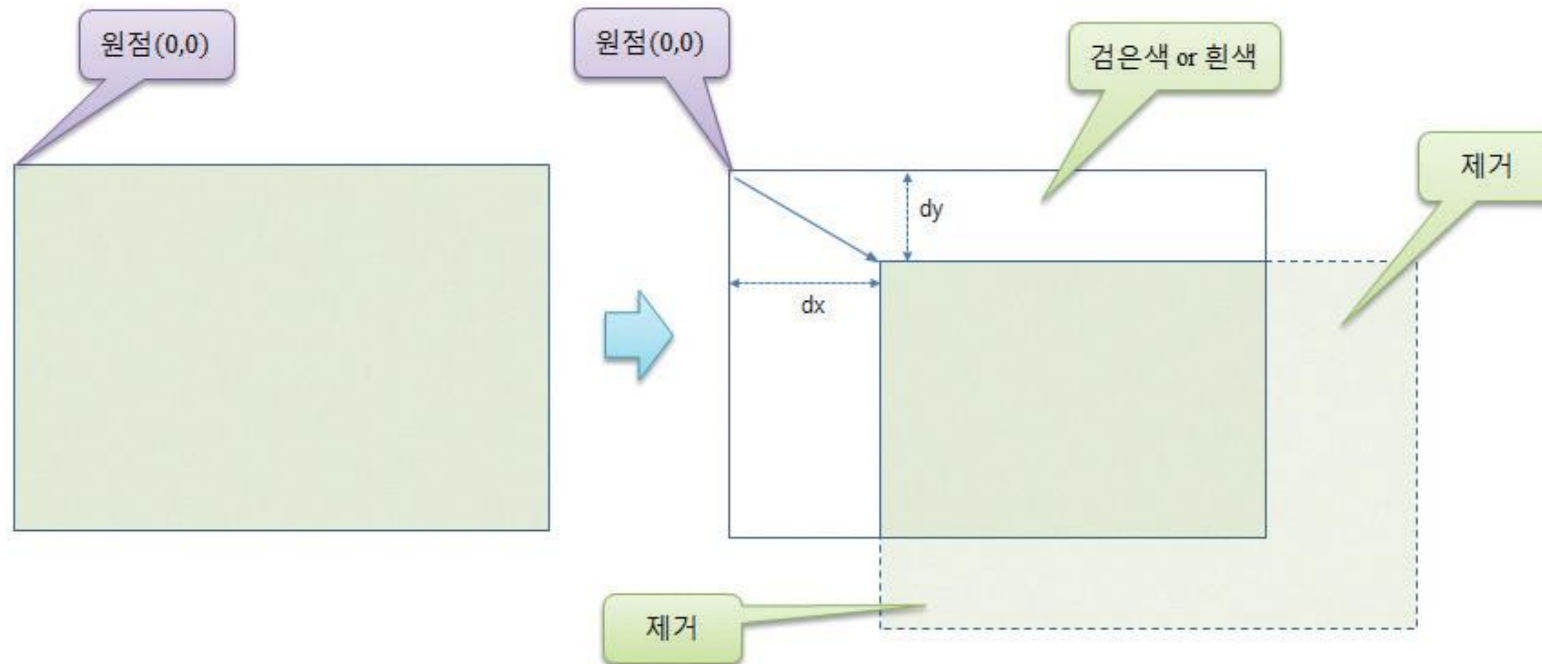 원점(0,0)
원점(0,0)
검은색 or 흰색
제거
dy
dx
제거